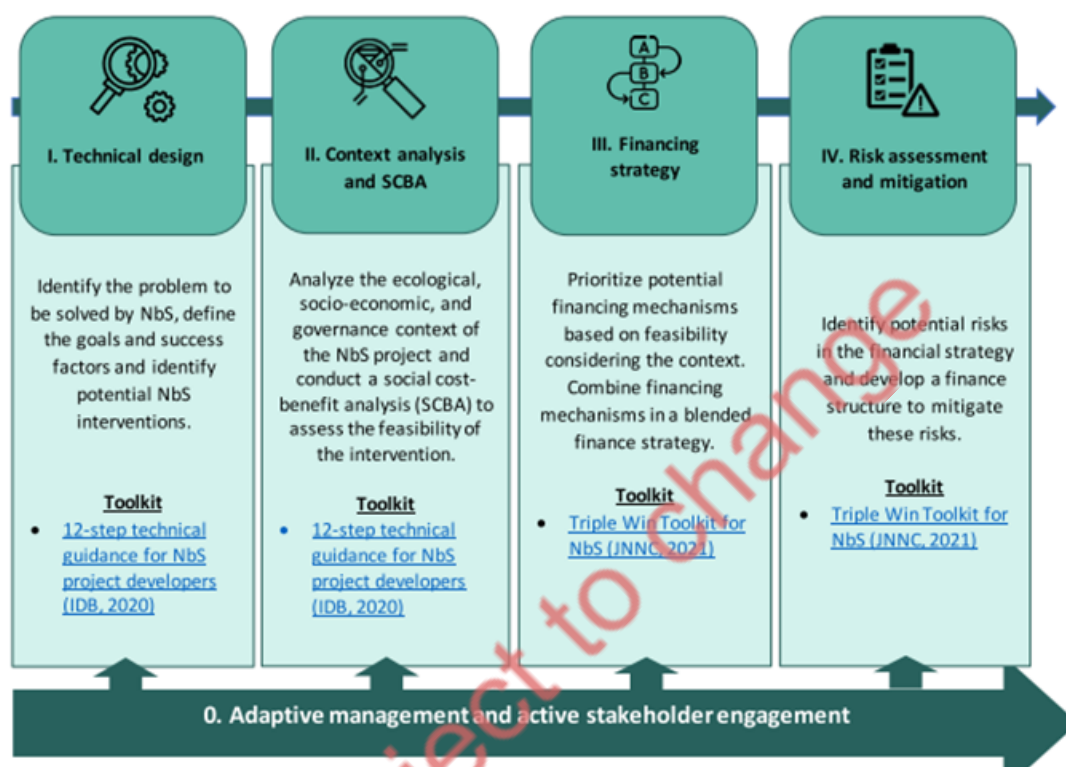 A
B
C
I. Technical design
II. Context analysis
and SCBA
III. Financing
strategy
IV. Risk assessment
and mitigation
Identify the problem to
be solved by NbS, define
the goals and success
factors and identify
potential NbS
interventions.
Toolkit
• 12-step technical
guidance for NbS
project developers
(IDB, 2020)
Analyze the ecological,
socio-economic, and
governance context of
the NbS project and
conduct a social cost-
benefit analysis (SCBA) to
assess the feasibility of
the intervention.
Toolkit
• 12-step technical
guidance for NbS
project developers
(IDB, 2020)
Prioritize potential
financing mechanisms
based on feasibility
considering the context.
Combine financing
mechanisms in a blended
finance strategy.
Toolkit
• Triple Win Toolkit for
NbS (JNNC, 2021)
Identify potential risks
in the financial strategy
and develop a finance
structure to mitigate
these risks.
Toolkit
• Triple Win Toolkit for
NbS (JNNC, 2021)
0. Adaptive management and active stakeholder engagement
ject to change